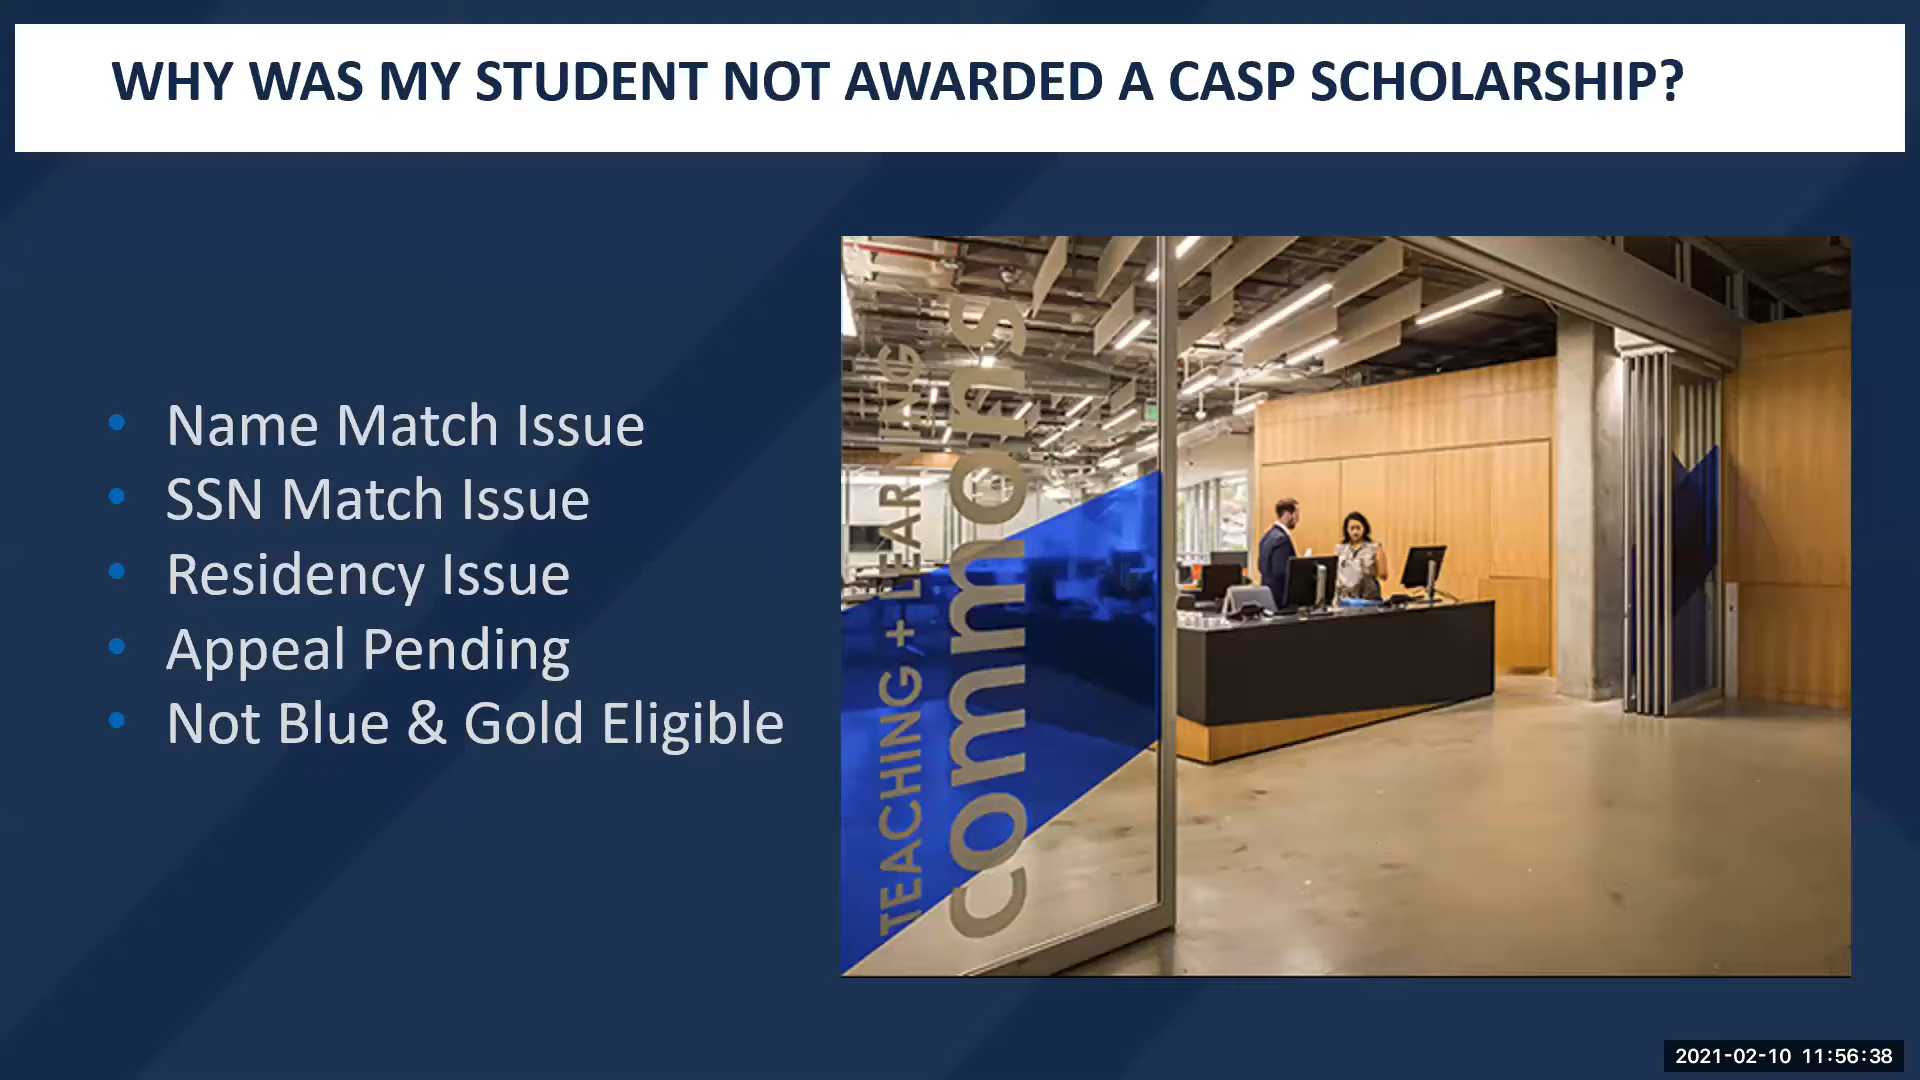 WHY WAS MY STUDENT NOT AWARDED A CASP SCHOLARSHIP?
• Name Match Issue
• SSN Match Issue
• Residency Issue
• Appeal Pending
• Not Blue & Gold Eligible
TEACHING + LEARNING
commons
2021-02-10 11:56:38